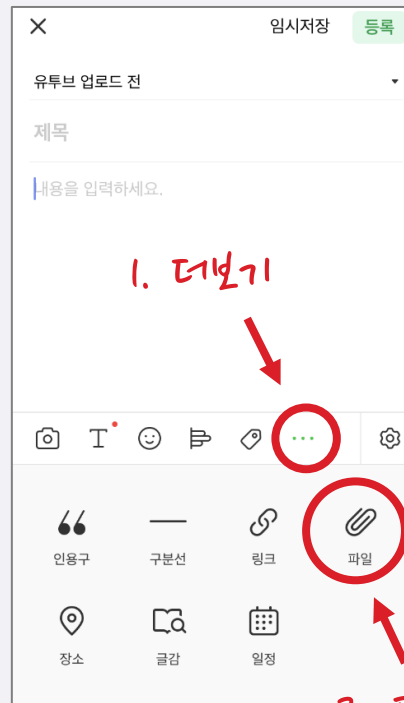 임시저장 등록
유투브 업로드 전
제목
내용을 입력하세요.
1. 더보기
T
인용구 구분선 링크 파일
장소 글감 일정